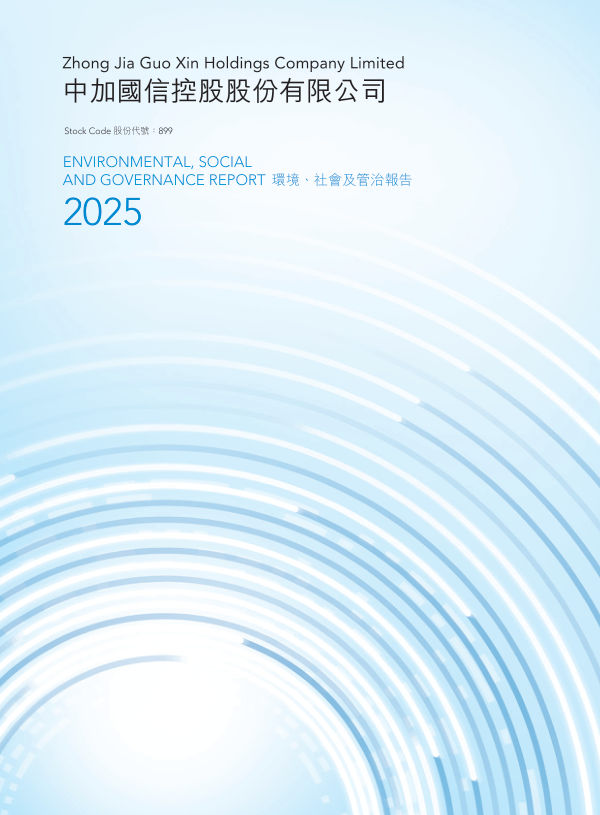 Zhong Jia Guo Xin Holdings Company Limited
中加國信控股股份有限公司
Stock Code 股份代號：899
ENVIRONMENTAL, SOCIAL
AND GOVERNANCE REPORT 環境、社會及管治報告
2025